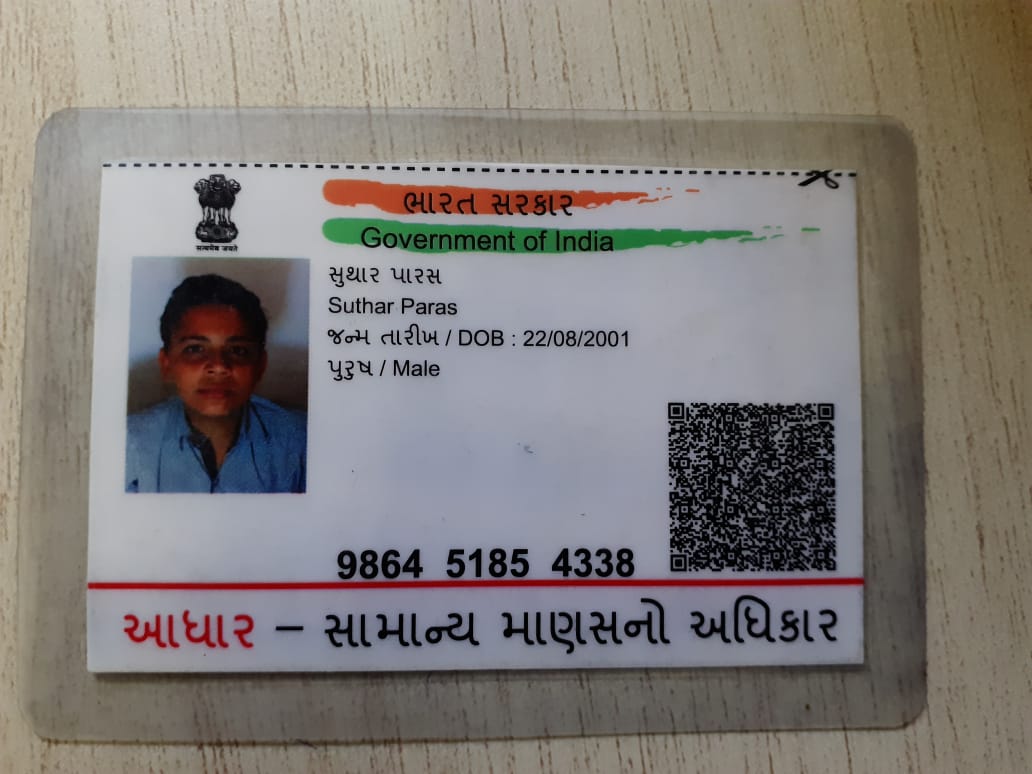 ભારત સરકાર
Government of India
सत्यमेव जयते
સુથાર પારસ
Suthar Paras
જન્મ તારીખ / DOB : 22/08/2001
પુરુષ / Male
9864 5185 4338
આધાર – સામાન્ય માણસનો અધિકાર